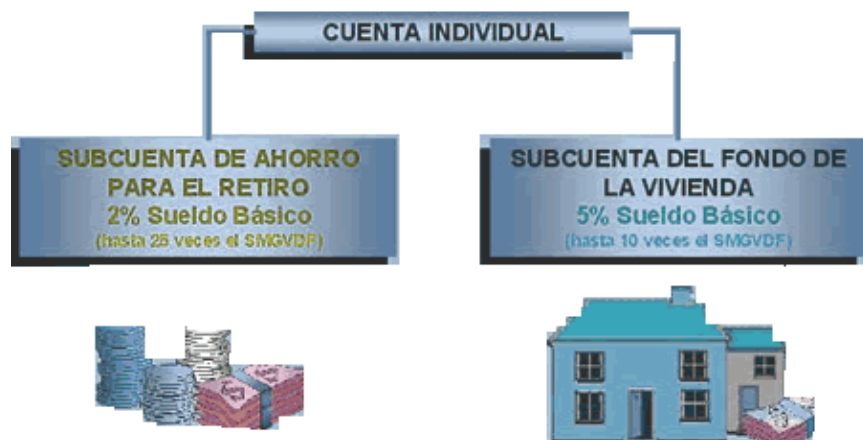 CUENTA INDIVIDUAL
SUBCUENTA DE AHORRO
PARA EL RETIRO
2% Sueldo Básico
(hasta 25 veces el SMGVDF)
SUBCUENTA DEL FONDO DE
LA VIVIENDA
5% Sueldo Básico
(hasta 10 veces el SMGVDF)